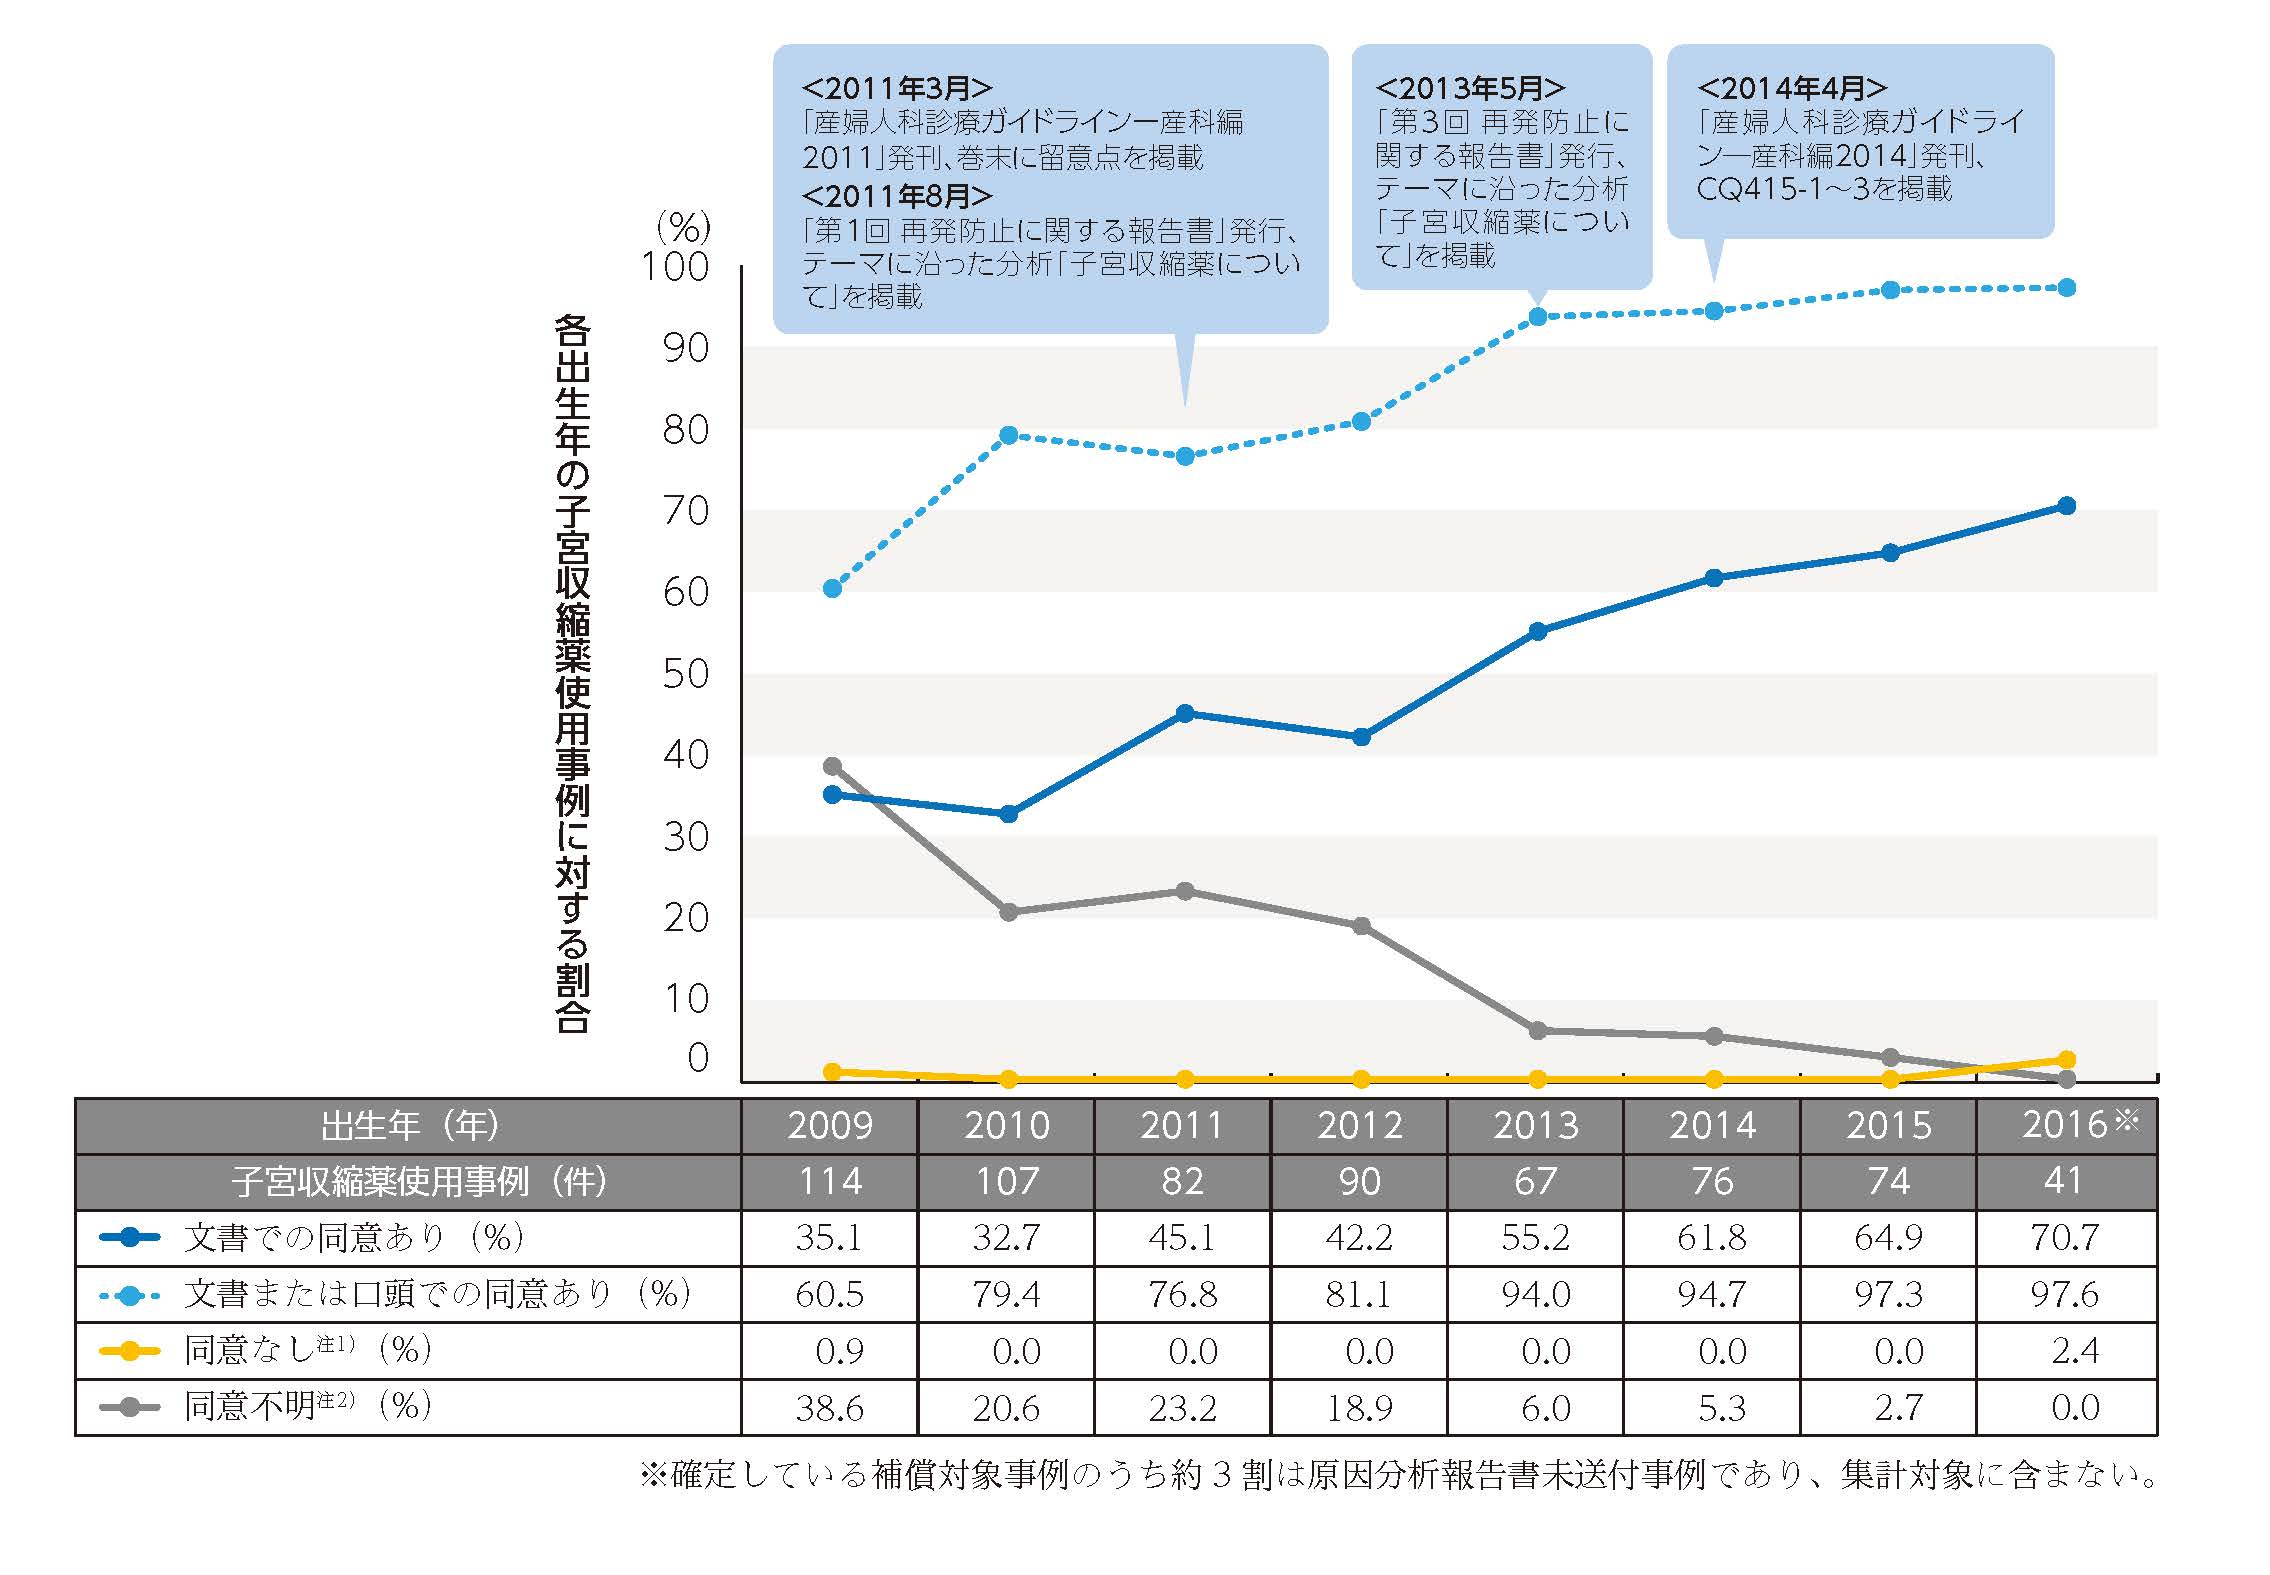 <2011年3月>
「産婦人科診療ガイドラインー産科編
2011」発刊、巻末に留意点を掲載
<2011年8月>
「第1回 再発防止に関する報告書」発行、
テーマに沿った分析「子宮収縮薬につい
て」を掲載
<2013年5月>
「第3回 再発防止に
関する報告書」発行、
テーマに沿った分析
「子宮収縮薬につい
て」を掲載
<2014年4月>
「産婦人科診療ガイドライ
ン―産科編2014」発刊、
CQ415-1～3を掲載
(%)
100
90
80
70
60
50
40
30
20
10
0
各出生年の子宮収縮薬使用事例に対する割合
出生年（年） 2009 2010 2011 2012 2013 2014 2015 2016※
子宮収縮薬使用事例（件） 114 107 82 90 67 76 74 41
文書での同意あり（%） 35.1 32.7 45.1 42.2 55.2 61.8 64.9 70.7
文書または口頭での同意あり（%） 60.5 79.4 76.8 81.1 94.0 94.7 97.3 97.6
同意なし注1)（%） 0.9 0.0 0.0 0.0 0.0 0.0 0.0 2.4
同意不明注2)（%） 38.6 20.6 23.2 18.9 6.0 5.3 2.7 0.0
※確定している補償対象事例のうち約3割は原因分析報告書未送付事例であり、集計対象に含まない。